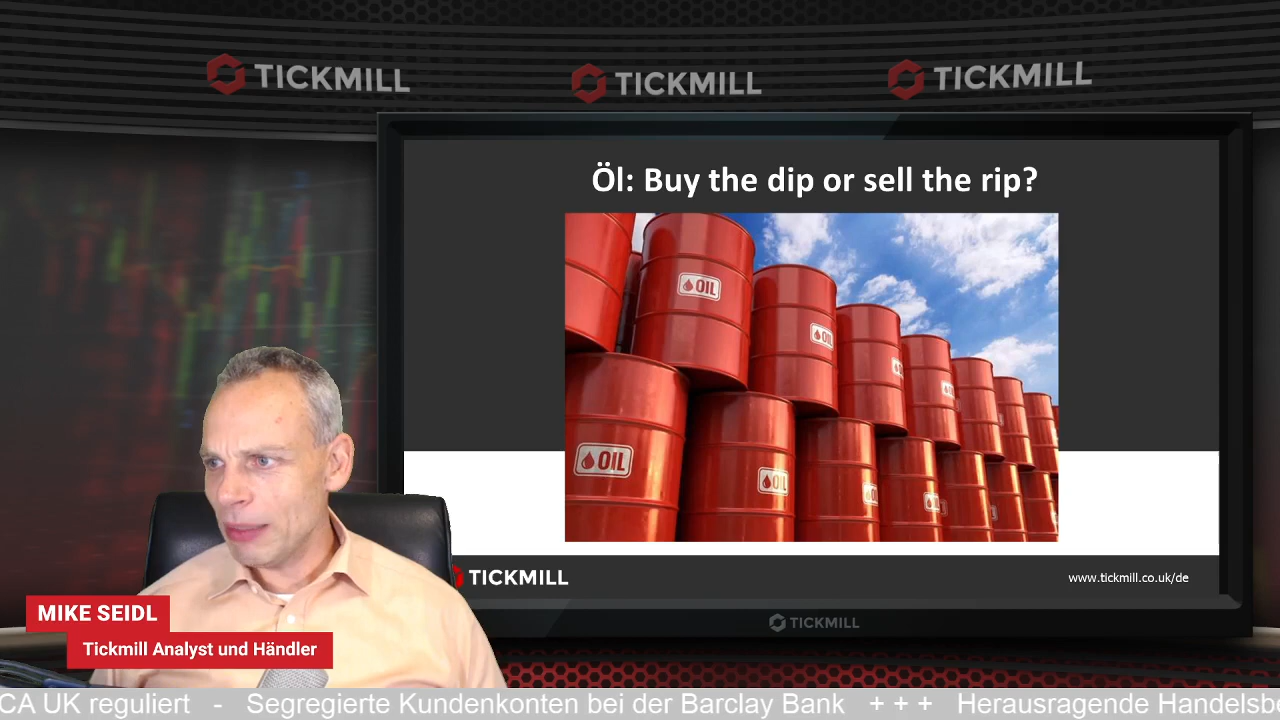 TICKMILL
TICKMILL
TICKMILL
Öl: Buy the dip or sell the rip?
OIL
OIL
OIL
OIL
TICKMILL
www.tickmill.co.uk/de
TICKMILL
MIKE SEIDL
Tickmill Analyst und Händler
CA UK reguliert - Segregierte Kundenkonten bei der Barclay Bank + + + Herausragende